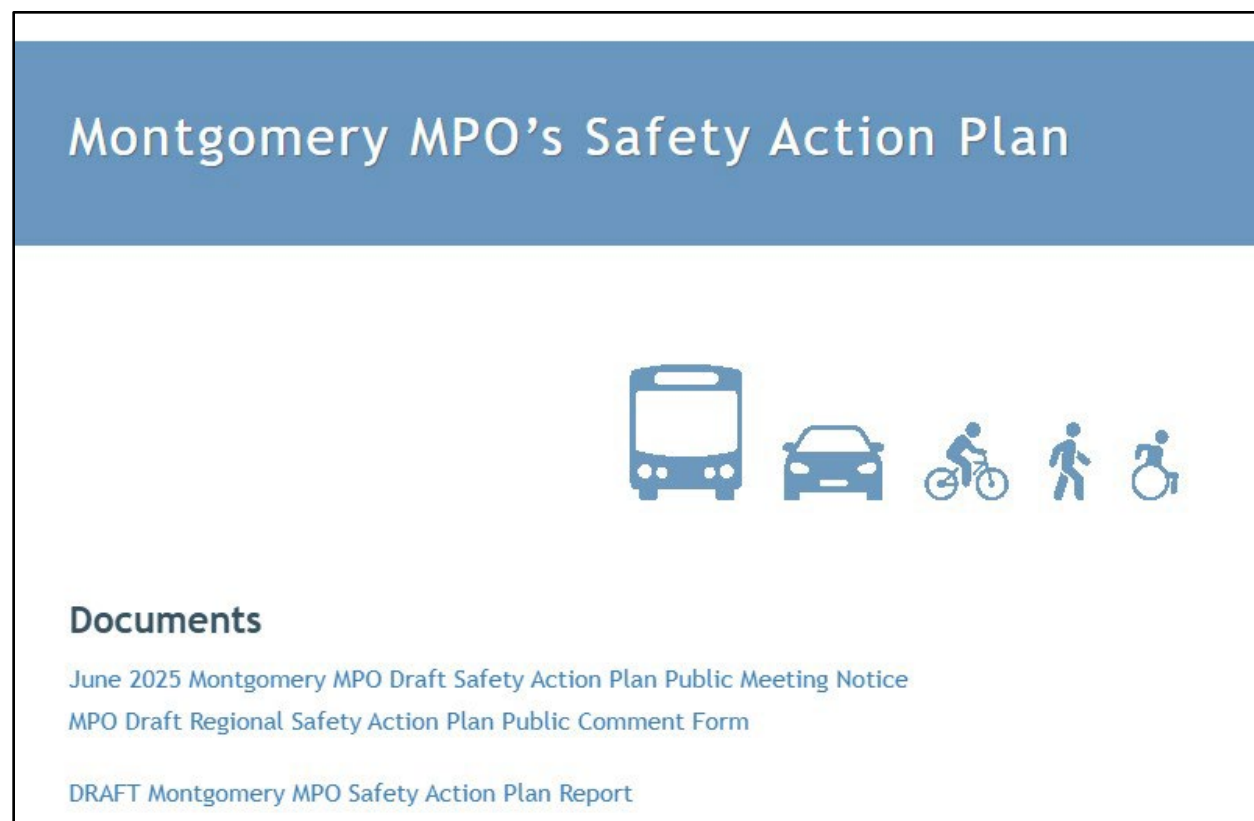 Montgomery MPO’s Safety Action Plan
Documents
June 2025 Montgomery MPO Draft Safety Action Plan Public Meeting Notice
MPO Draft Regional Safety Action Plan Public Comment Form
DRAFT Montgomery MPO Safety Action Plan Report